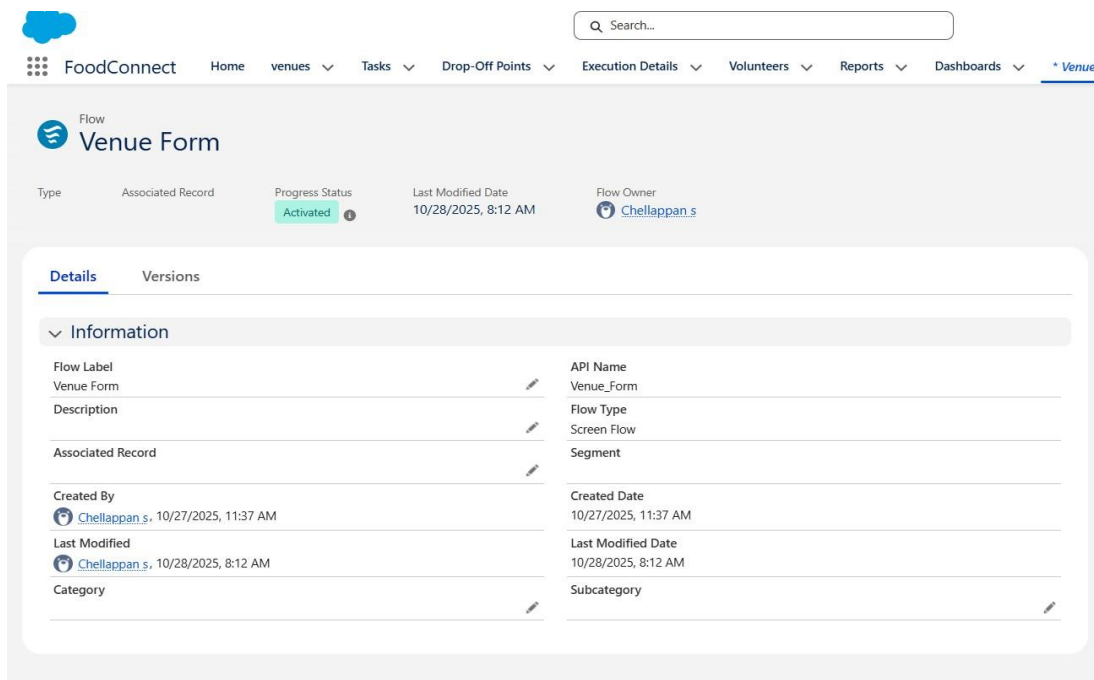 Search...
FoodConnect Home venues Tasks Drop-Off Points Execution Details Volunteers Reports Dashboards * Venue
Flow
Venue Form
Type Associated Record Progress Status Last Modified Date Flow Owner
Activated 10/28/2025, 8:12 AM Chellappan s
Details Versions
Information
Flow Label API Name
Venue Form Venue_Form
Description Flow Type
Screen Flow
Associated Record Segment
Created By Created Date
Chellappan s, 10/27/2025, 11:37 AM 10/27/2025, 11:37 AM
Last Modified Last Modified Date
Chellappan s, 10/28/2025, 8:12 AM 10/28/2025, 8:12 AM
Category Subcategory